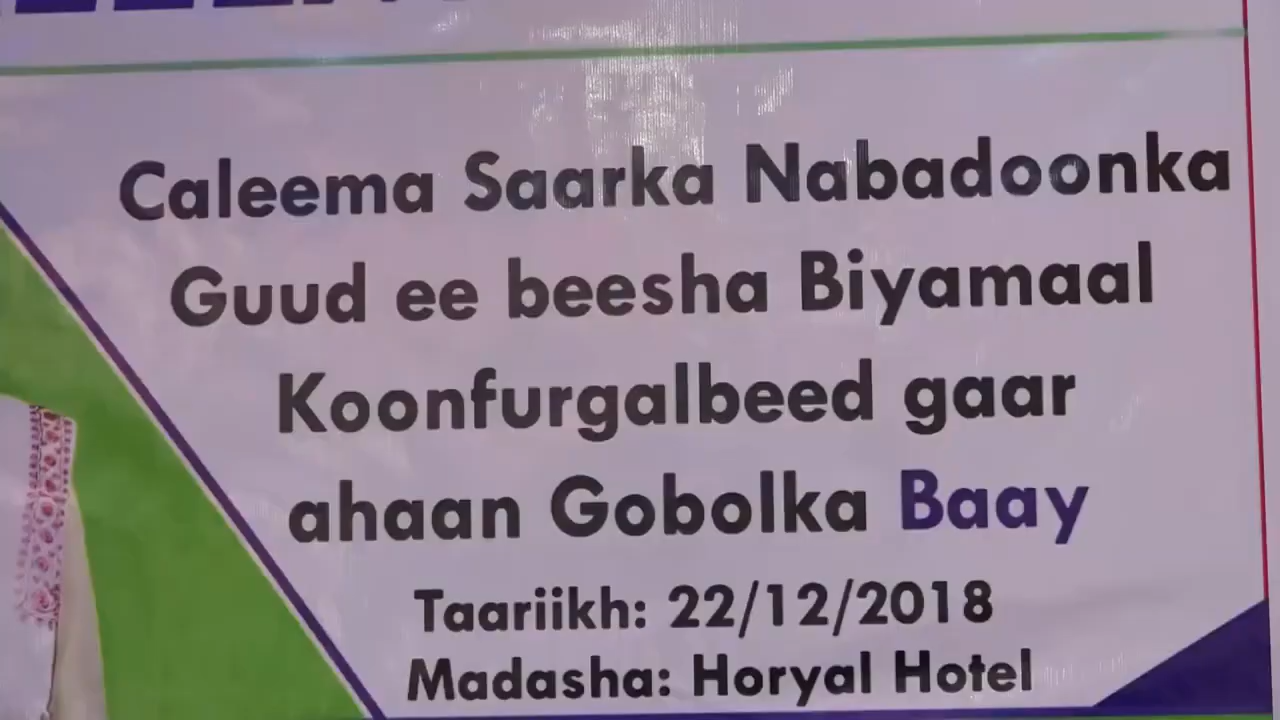 Caleema Saarka Nabadoonka
Guud ee beesha Biyamaal
Koonfurgalbeed gaar
ahaan Gobolka Baay
Taariikh: 22/12/2018
Madasha: Horyal Hotel